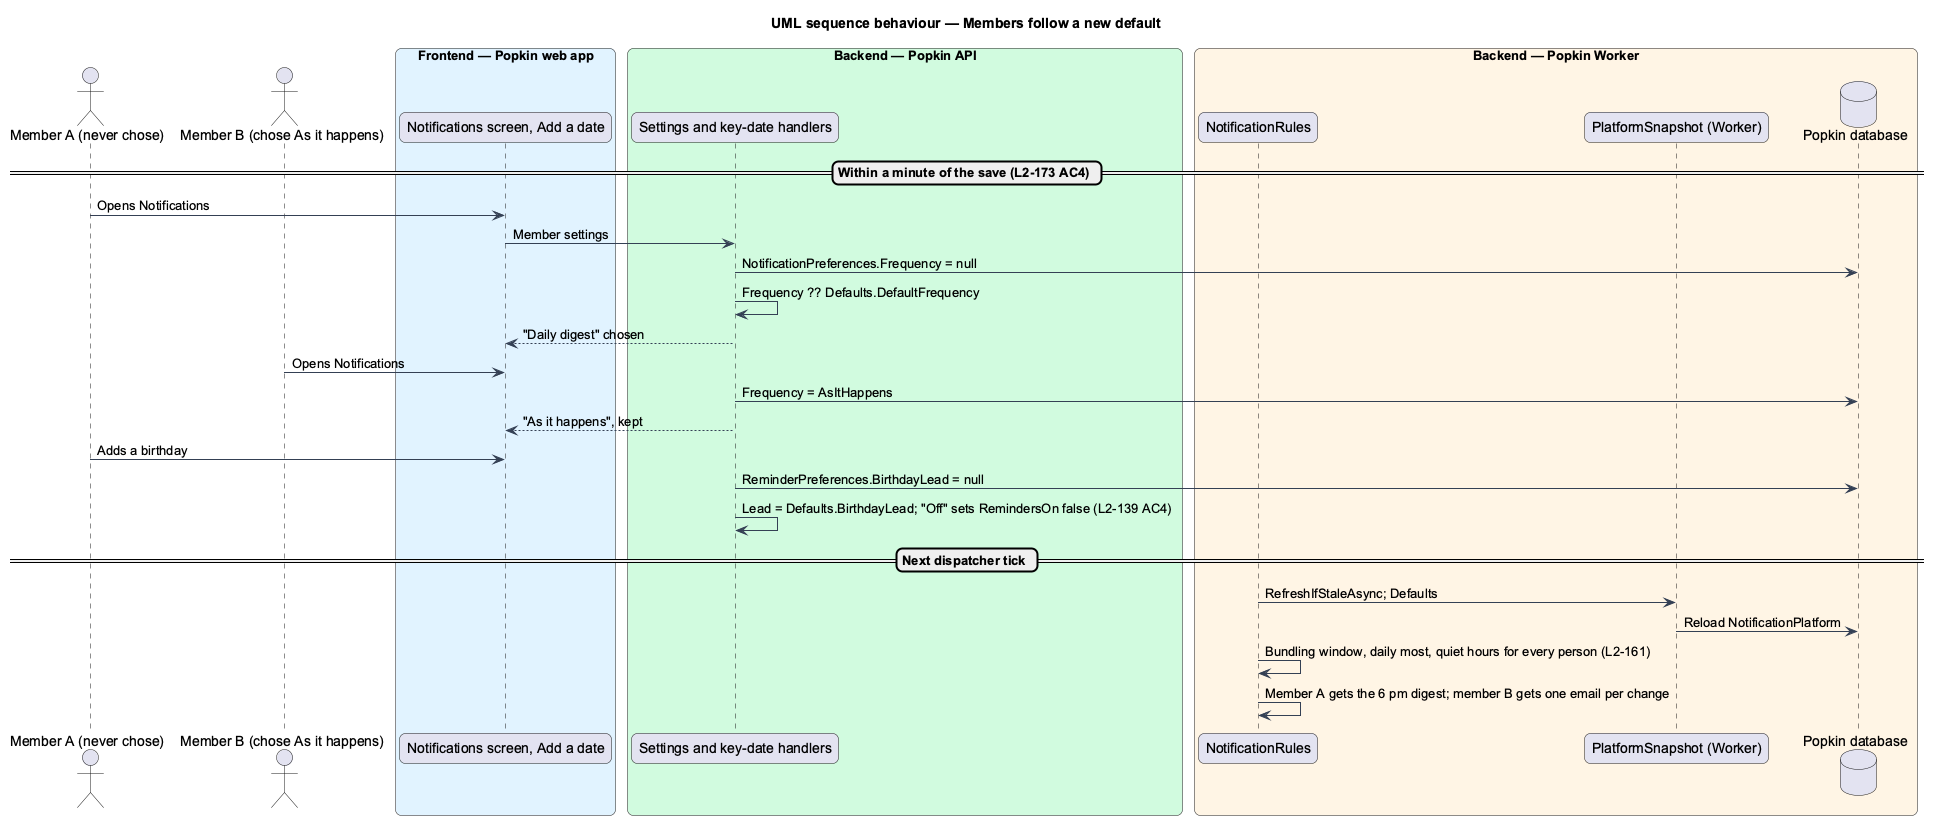 UML sequence behaviour — Members follow a new default
Frontend — Popkin web app
Backend — Popkin API
Backend — Popkin Worker
Member A (never chose)
Member B (chose As it happens)
Notifications screen, Add a date
Settings and key-date handlers
NotificationRules
PlatformSnapshot (Worker)
Popkin database
Within a minute of the save (L2-173 AC4)
Opens Notifications
Member settings
NotificationPreferences.Frequency = null
Frequency ?? Defaults.DefaultFrequency
"Daily digest" chosen
Opens Notifications
Frequency = AsItHappens
"As it happens", kept
Adds a birthday
ReminderPreferences.BirthdayLead = null
Lead = Defaults.BirthdayLead; "Off" sets RemindersOn false (L2-139 AC4)
Next dispatcher tick
RefreshIfStaleAsync; Defaults
Reload NotificationPlatform
Bundling window, daily most, quiet hours for every person (L2-161)
Member A gets the 6 pm digest; member B gets one email per change
Member A (never chose)
Member B (chose As it happens)
Notifications screen, Add a date
Settings and key-date handlers
NotificationRules
PlatformSnapshot (Worker)
Popkin database